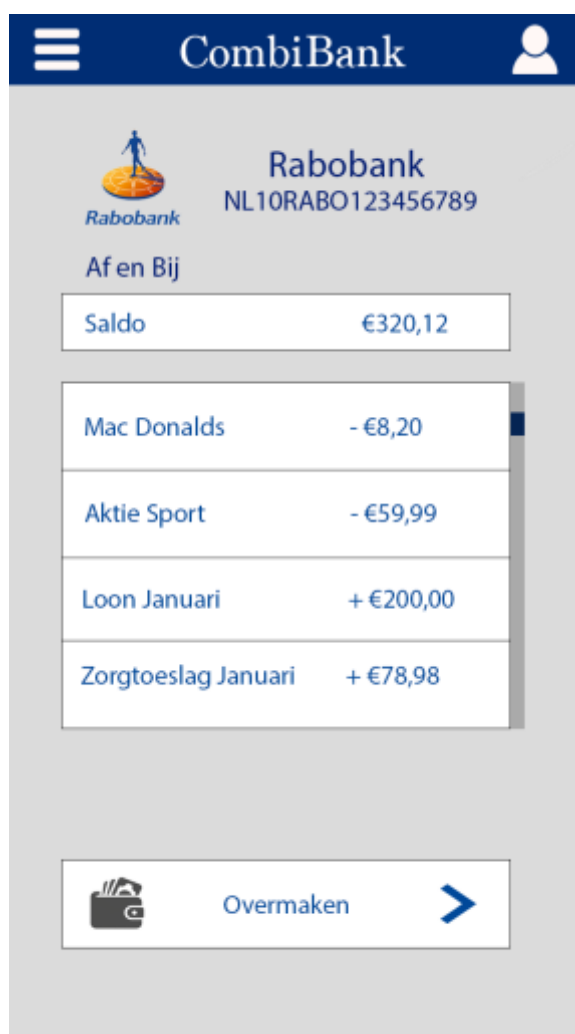 CombiBank
Rabobank
Rabobank
NL10RABO123456789
Af en Bij
Saldo €320,12
Mac Donalds - €8,20
Aktie Sport - €59,99
Loon Januari + €200,00
Zorgtoeslag Januari + €78,98
Overmaken